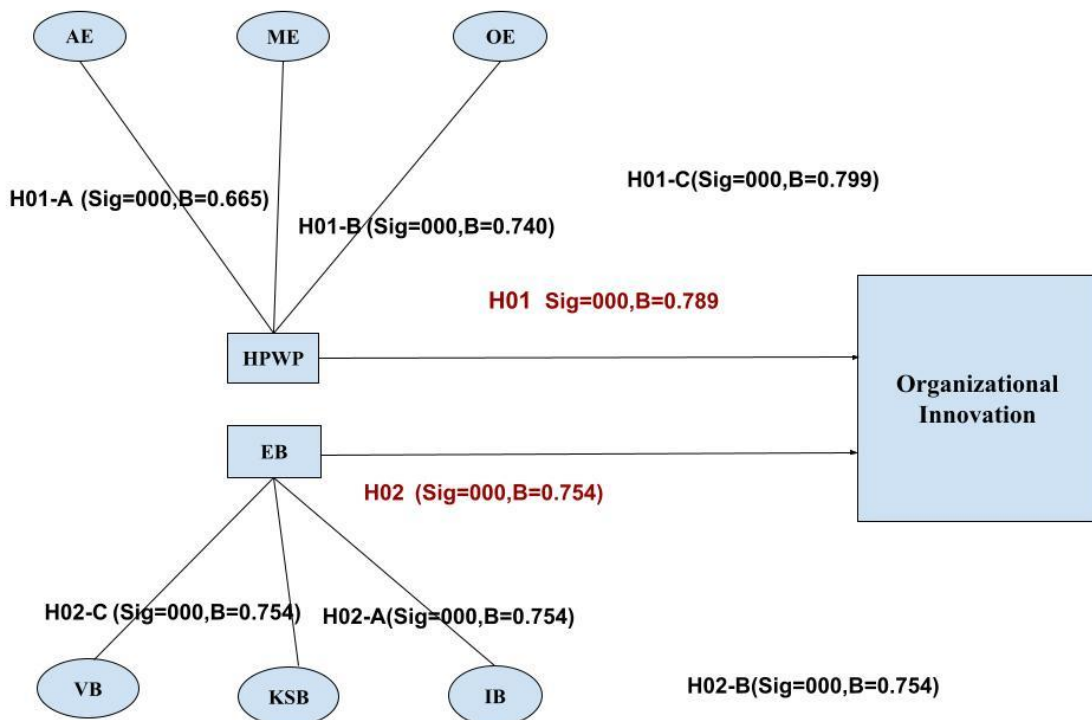 AE
ME
OE
H01-A (Sig=000,B=0.665)
H01-B (Sig=000,B=0.740)
H01-C(Sig=000,B=0.799)
H01 Sig=000,B=0.789
HPWP
Organizational
Innovation
EB
H02 (Sig=000,B=0.754)
H02-C (Sig=000,B=0.754)
H02-A(Sig=000,B=0.754)
H02-B(Sig=000,B=0.754)
VB
KSB
IB